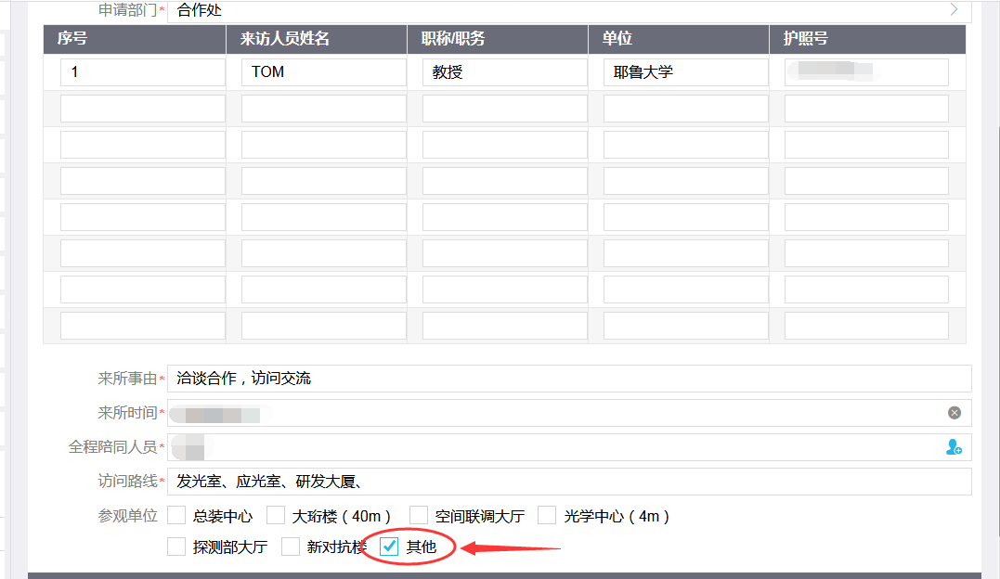 申请部门* 合作处
序号 来访人员姓名 职称/职务 单位 护照号
1 TOM 教授 耶鲁大学
来所事由* 洽谈合作，访问交流
来所时间*
全程陪同人员*
访问路线* 发光室、应光室、研发大厦、
参观单位 总装中心 大珩楼（40m） 空间联调大厅 光学中心（4m）
探测部大厅 新对抗楼 其他